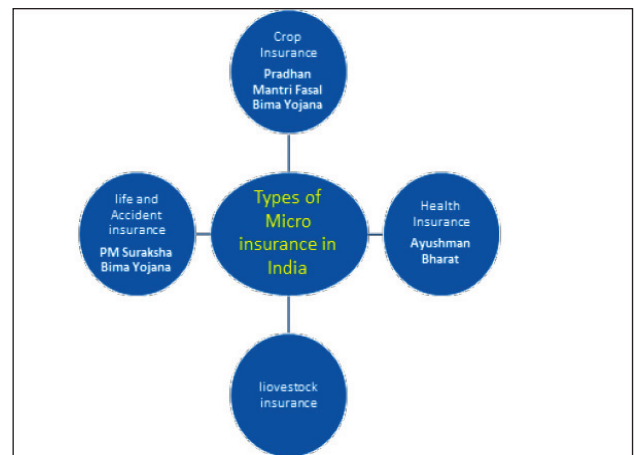 Crop
Insurance
Pradhan
Mantri Fasal
Bima Yojana
life and
Accident
insurance
PM Suraksha
Bima Yojana
Types of
Micro
insurance in
India
Health
Insurance
Ayushman
Bharat
liovestock
insurance